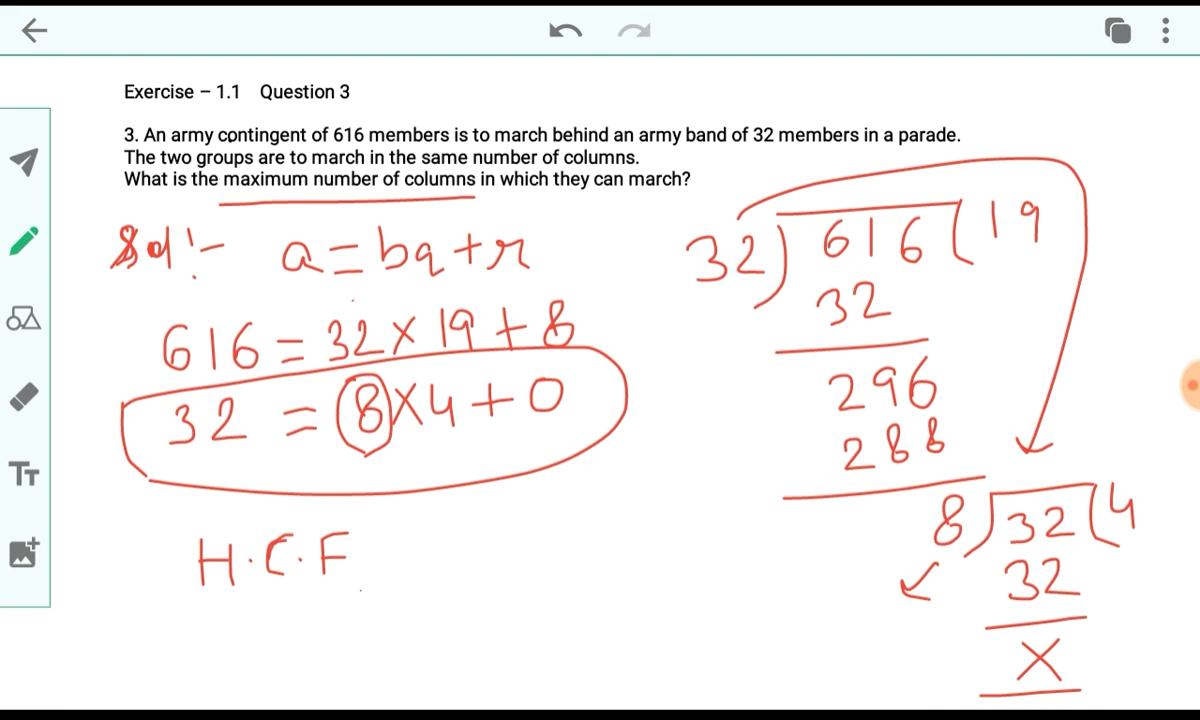 Exercise – 1.1 Question 3
3. An army contingent of 616 members is to march behind an army band of 32 members in a parade.
The two groups are to march in the same number of columns.
What is the maximum number of columns in which they can march?
Sol:- a=bq+r
616=32×19+8
32=8×4+0
H.C.F
32)616(19
32
296
288
8)32(4
32
×
TT